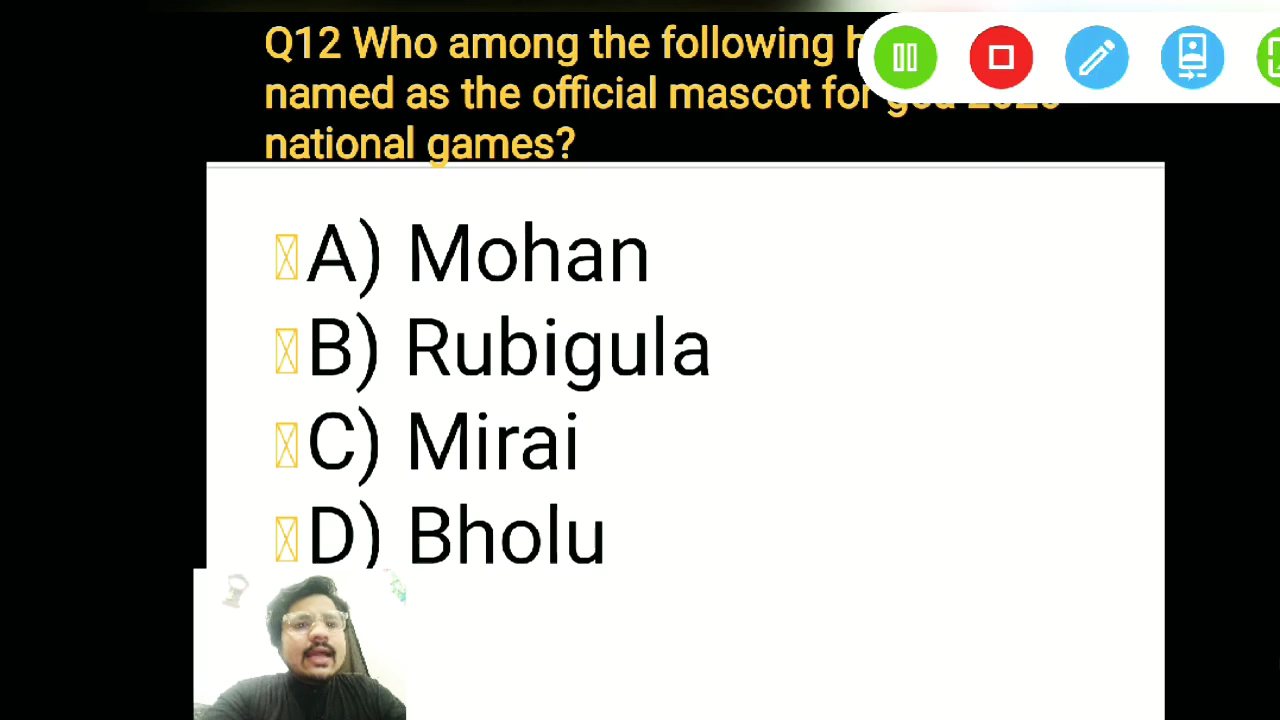 Q12 Who among the following
named as the official mascot for
national games?
A) Mohan
B) Rubigula
C) Mirai
D) Bholu